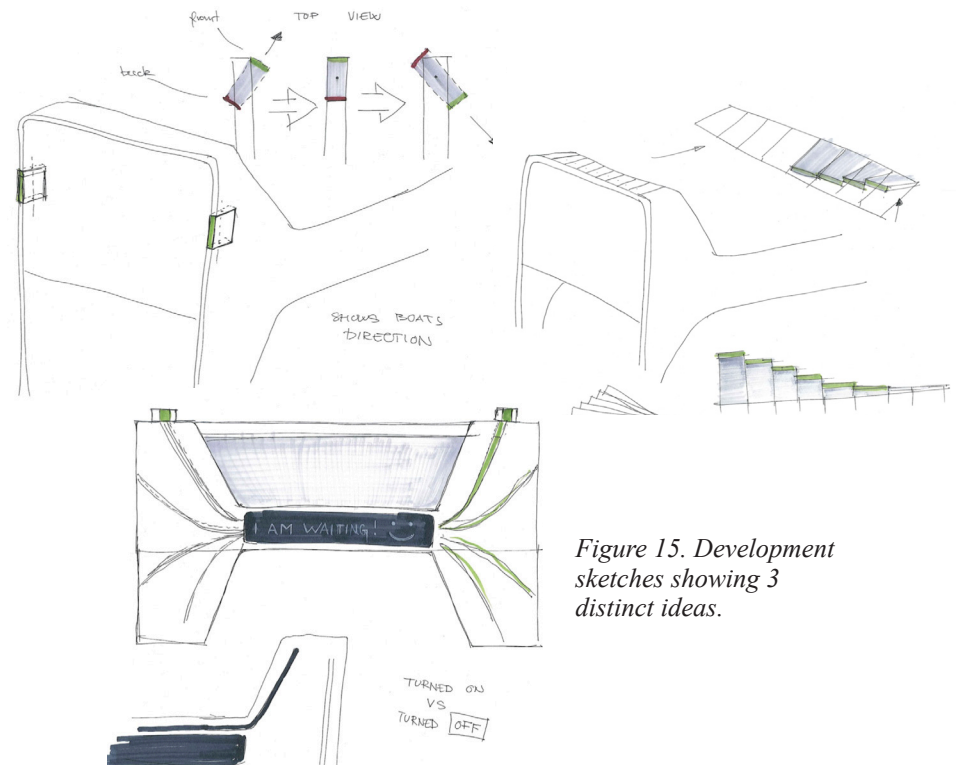 front
TOP VIEW
back
SHOWS BOATS
DIRECTION
I AM WAITING!
Figure 15. Development
sketches showing 3
distinct ideas.
TURNED ON
VS
TURNED OFF